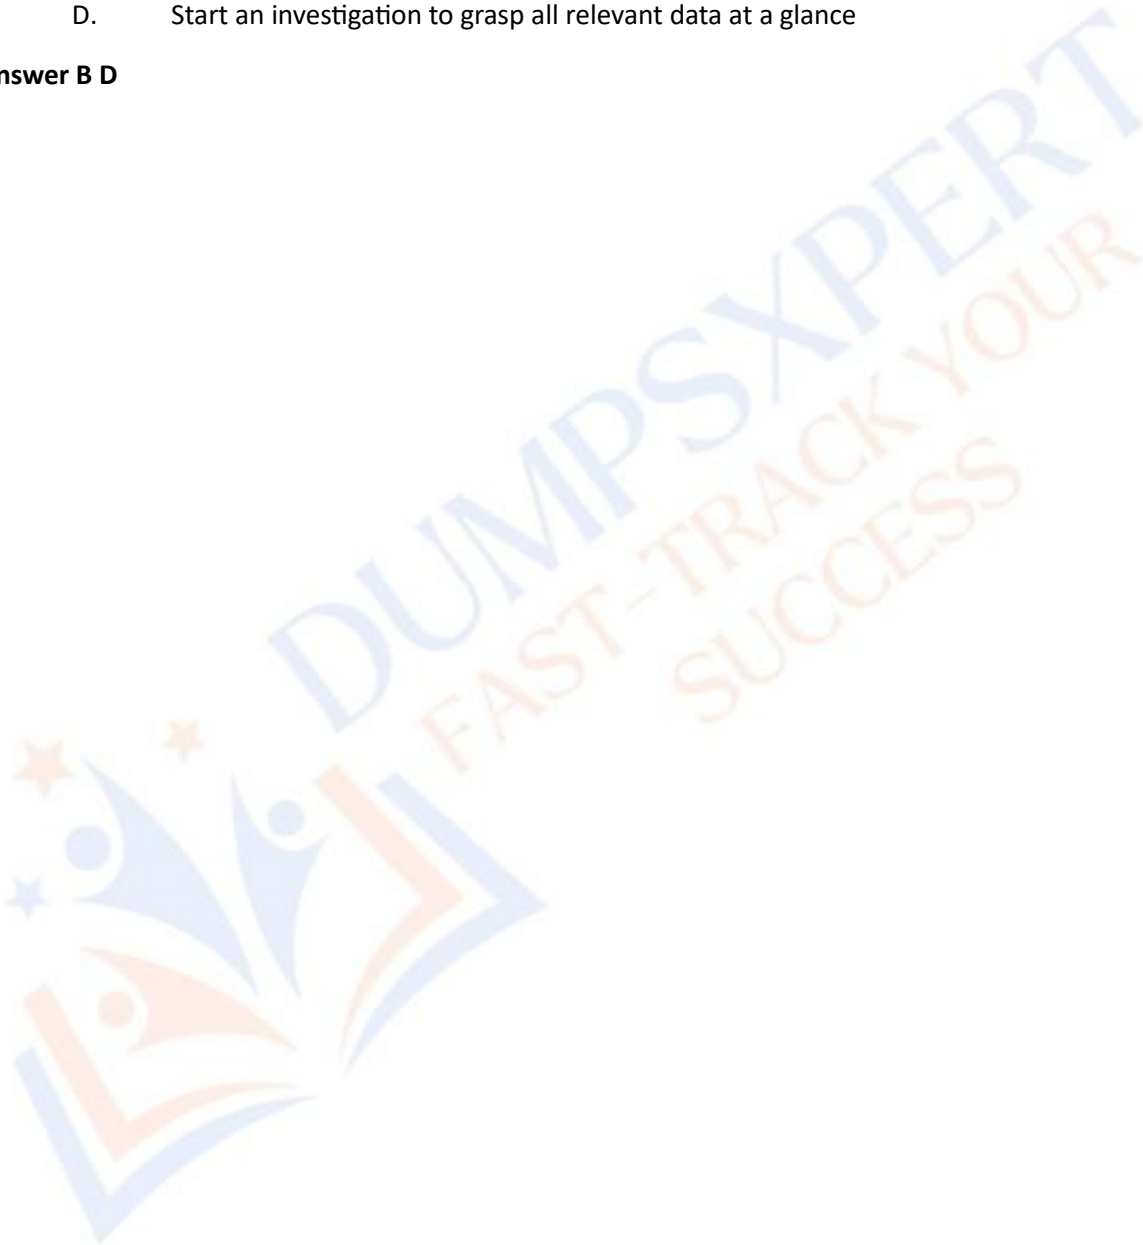 D. Start an investigation to grasp all relevant data at a glance
nswer B D
DUMPSXPERT
FAST-TRACK YOUR
SUCCESS